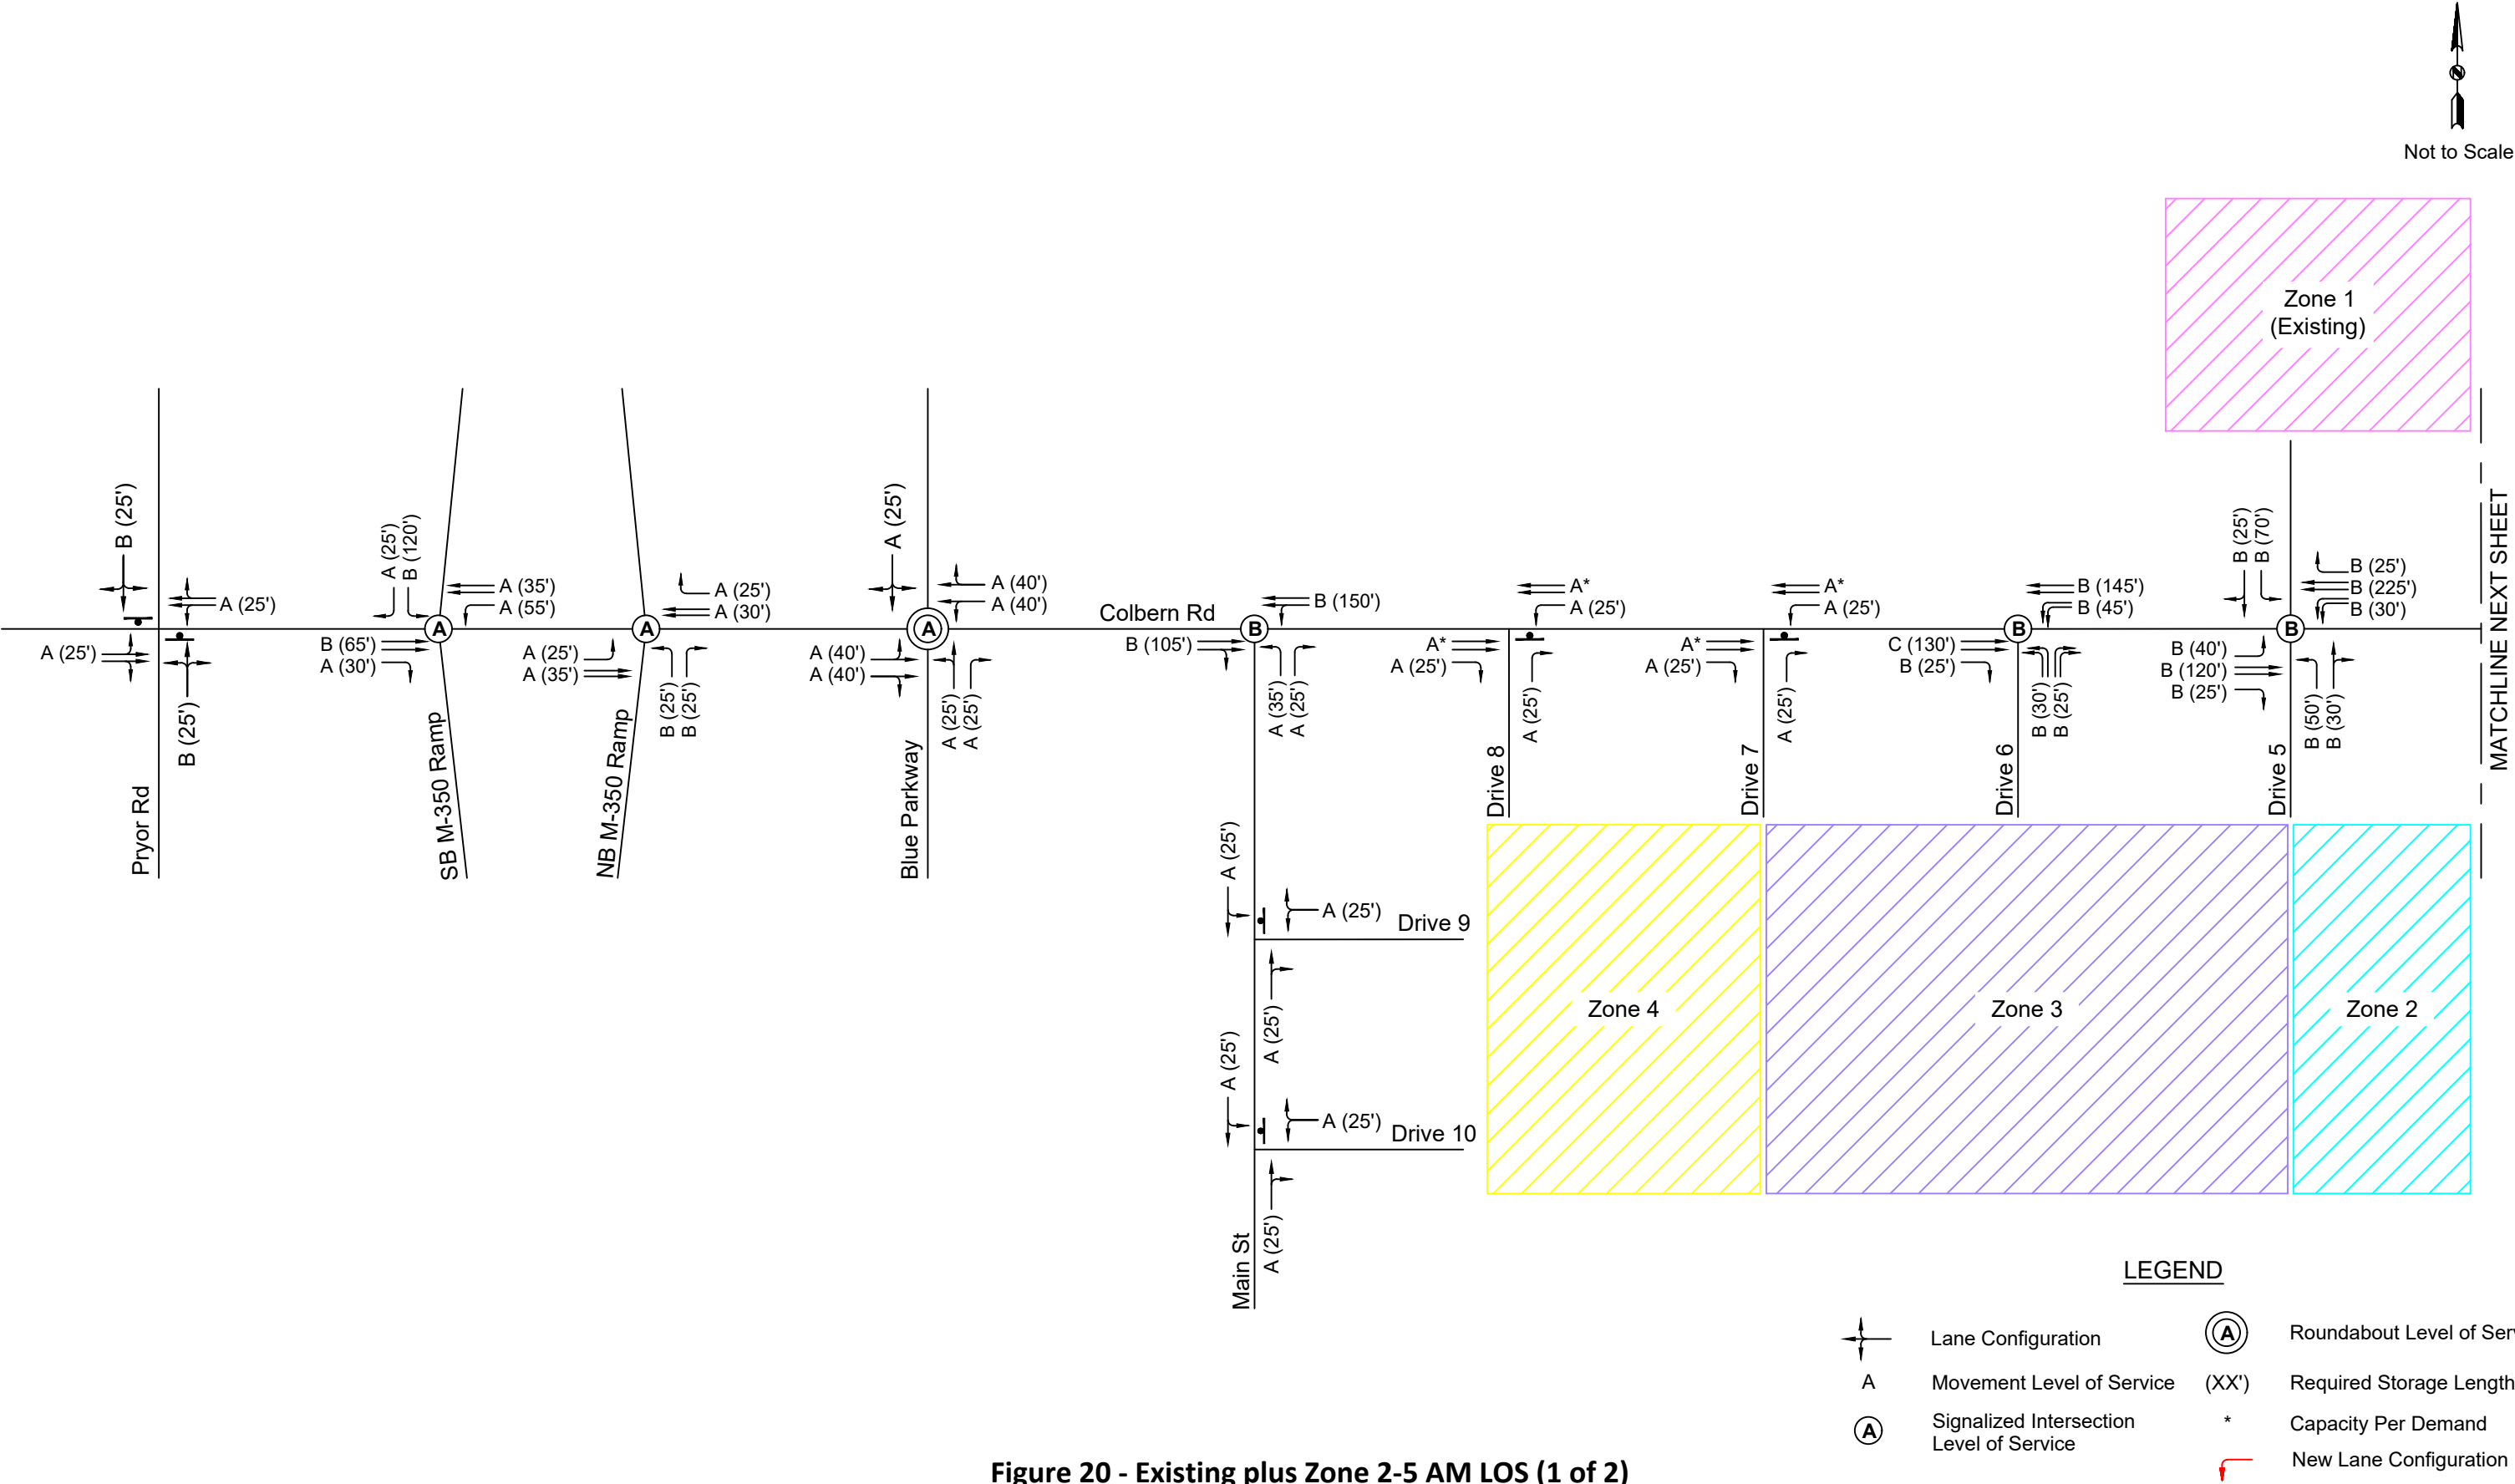 N
Not to Scale
Zone 1
(Existing)
MATCHLINE NEXT SHEET
B (25')
A (25')
A (25')
B (25')
Pryor Rd
A (25')
B (120')
A (35')
A (55')
B (65')
A (30')
A
SB M-350 Ramp
A (25')
A (30')
A (25')
A (35')
A
B (25')
B (25')
NB M-350 Ramp
A (25')
A (40')
A (40')
A (40')
A (40')
A
A (25')
A (25')
Blue Parkway
Colbern Rd
B (150')
B (105')
B
A (35')
A (25')
A*
A (25')
A*
A (25')
A (25')
Drive 8
A*
A (25')
A*
A (25')
A (25')
Drive 7
B (145')
B (45')
C (130')
B (25')
B
B (30')
B (25')
Drive 6
B (25')
B (70')
B (25')
B (225')
B (30')
B (40')
B (120')
B (25')
B
B (50')
B (30')
Drive 5
A (25')
A (25')
Drive 9
A (25')
A (25')
A (25')
Drive 10
A (25')
Main St
Zone 4
Zone 3
Zone 2
LEGEND
Lane Configuration
A
Movement Level of Service
A
Signalized Intersection
Level of Service
A
Roundabout Level of Ser
(XX')
Required Storage Length
*
Capacity Per Demand
New Lane Configuration
Figure 20 - Existing plus Zone 2-5 AM LOS (1 of 2)